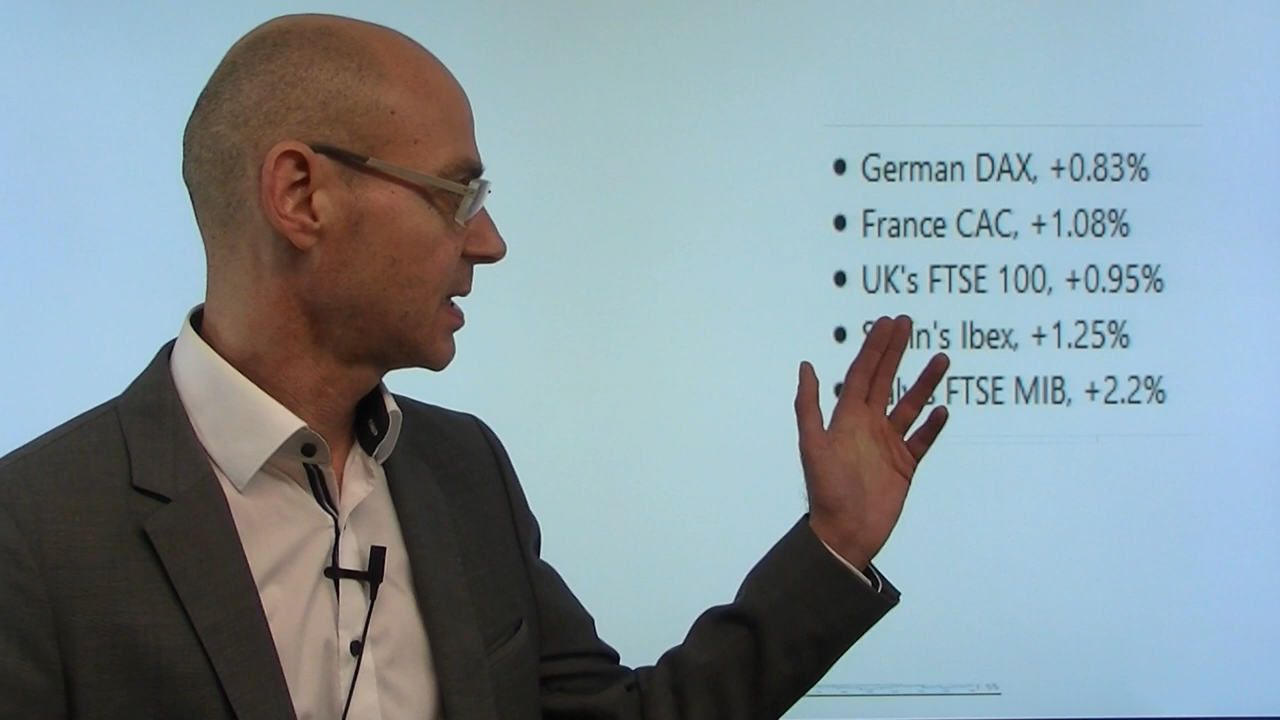 • German DAX, +0.83%
• France CAC, +1.08%
• UK's FTSE 100, +0.95%
• Ibex, +1.25%
FTSE MIB, +2.2%